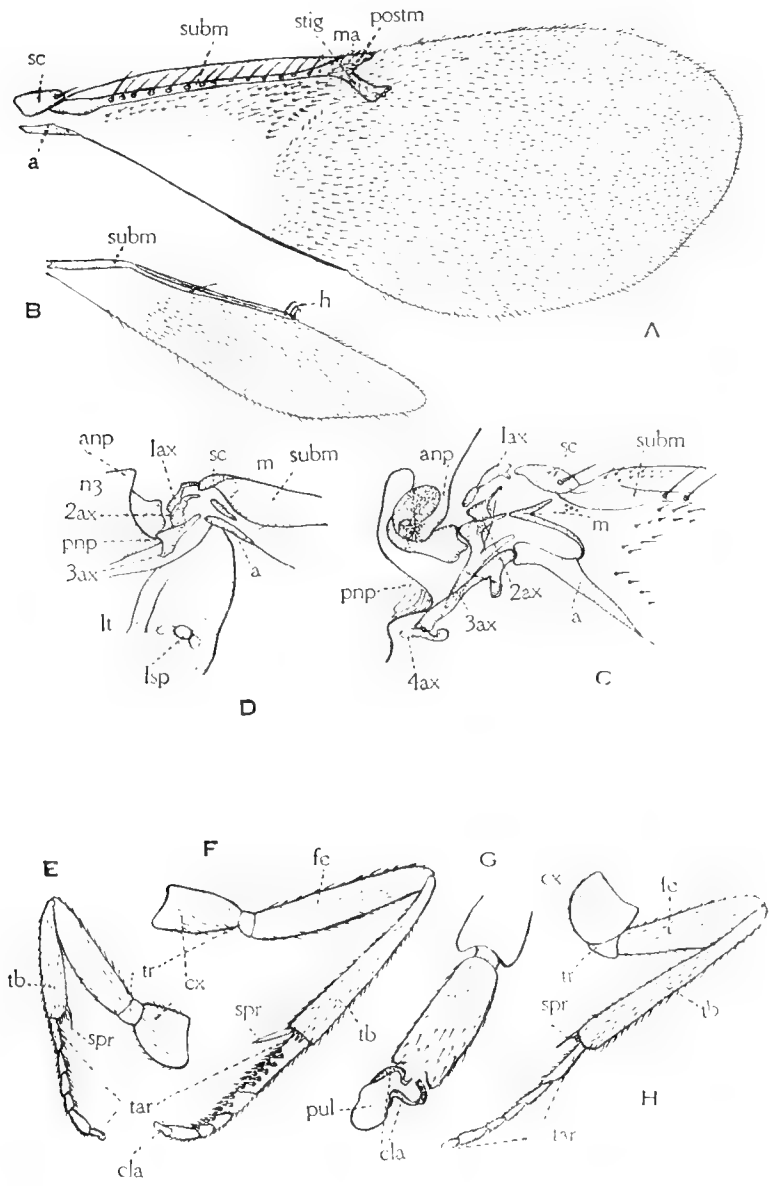 stig
ma
postm
subm
sc
a
A
subm
h
B
anp
1ax
sc
m
subm
n3
2ax
pnp
3ax
a
lt
1sp
D
anp
1ax
sc
subm
m
pnp
2ax
3ax
a
4ax
C
E
F
fe
G
cx
fe
tb
tr
cx
spr
tar
spr
tb
cla
pul
cla
tr
spr
tb
H
tar